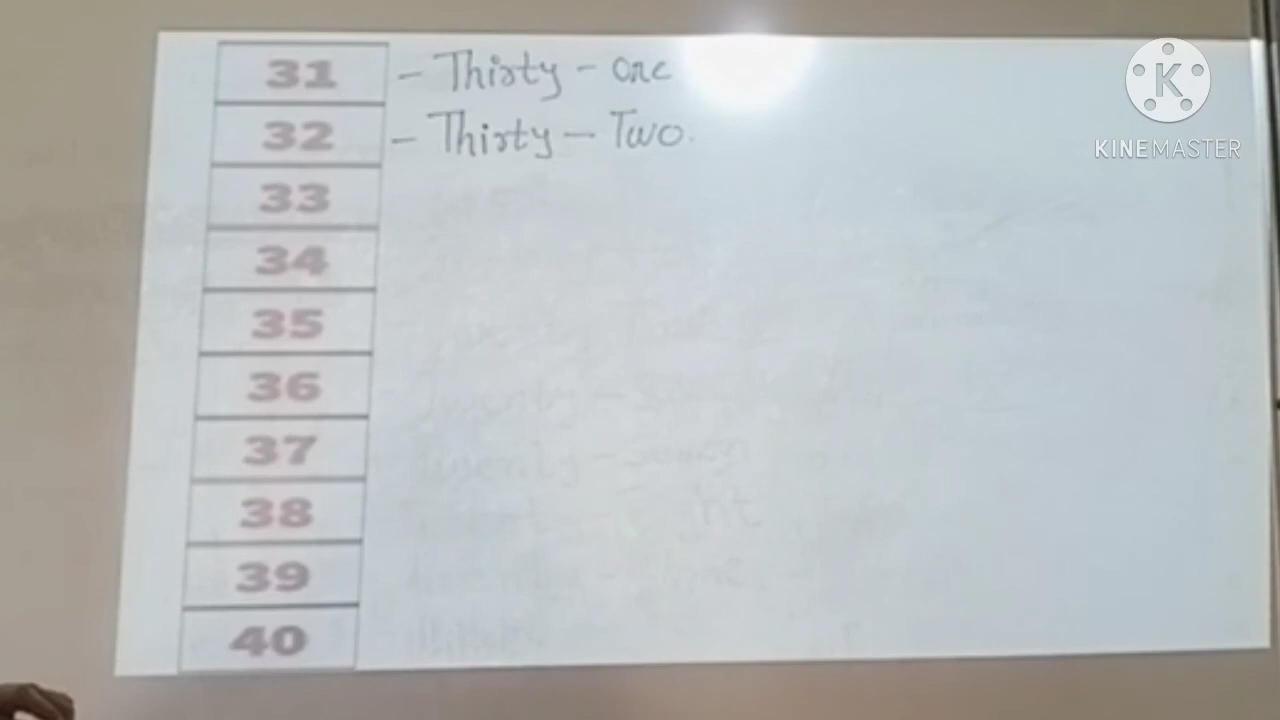 31 - Thirty - one
32 - Thirty - Two.
33
34
35
36
37
38
39
40
KINEMASTER